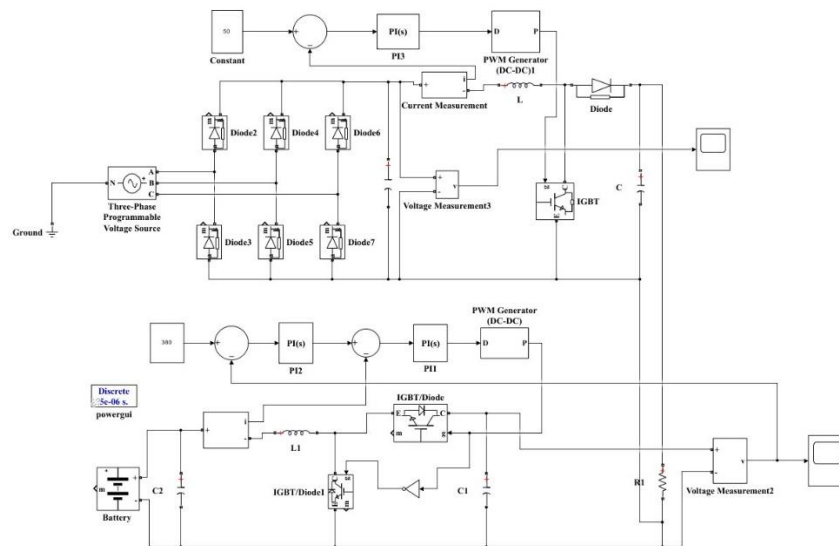 50
Constant
+
−
PI(s)
PI3
D
P
PWM Generator
(DC-DC)1
+
i
-
Current Measurement
L
Diode
m
Diode2
m
Diode4
m
Diode6
N
A
B
C
Three-Phase
Programmable
Voltage Source
Ground
+
-
v
Voltage Measurement3
g
C
E
IGBT
C
m
Diode3
m
Diode5
m
Diode7
380
+
−
PI(s)
PI2
+
−
PI(s)
PI1
PWM Generator
(DC-DC)
D
P
Discrete
5e-06 s.
powergui
+
i
-
L1
IGBT/Diode
E
C
m
g
IGBT/Diode1
g
m
C2
C1
m
+
-
Battery
R1
+
-
v
Voltage Measurement2